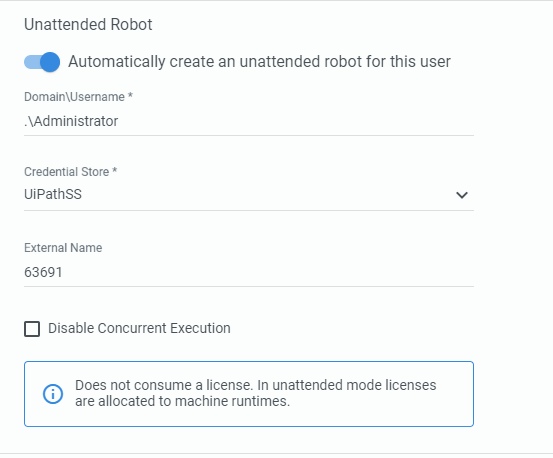 Unattended Robot
Automatically create an unattended robot for this user
Domain\Username *
.\Administrator
Credential Store *
UiPathSS
External Name
63691
Disable Concurrent Execution
Does not consume a license. In unattended mode licenses
are allocated to machine runtimes.